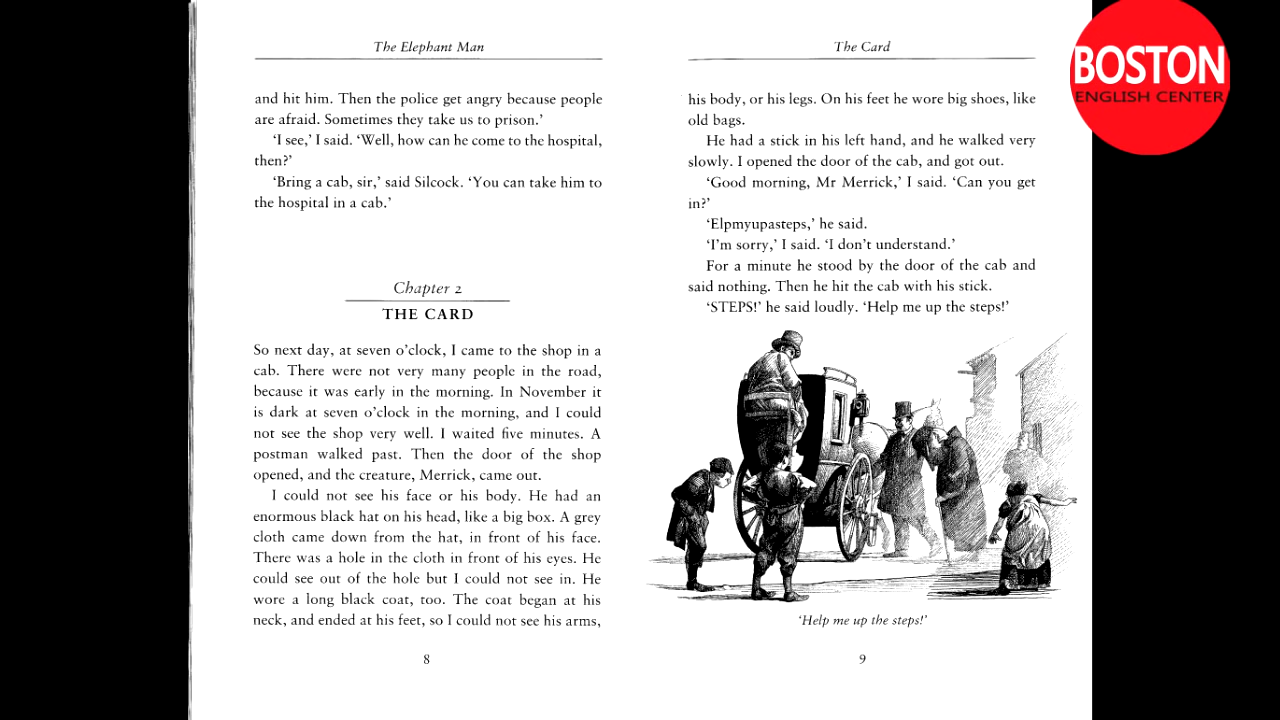 The Elephant Man
and hit him. Then the police get angry because people
are afraid. Sometimes they take us to prison.’
‘I see,’ I said. ‘Well, how can he come to the hospital,
then?’
‘Bring a cab, sir,’ said Silcock. ‘You can take him to
the hospital in a cab.’
Chapter 2
THE CARD
So next day, at seven o’clock, I came to the shop in a
cab. There were not very many people in the road,
because it was early in the morning. In November it
is dark at seven o’clock in the morning, and I could
not see the shop very well. I waited five minutes. A
postman walked past. Then the door of the shop
opened, and the creature, Merrick, came out.
I could not see his face or his body. He had an
enormous black hat on his head, like a big box. A grey
cloth came down from the hat, in front of his face.
There was a hole in the cloth in front of his eyes. He
could see out of the hole but I could not see in. He
wore a long black coat, too. The coat began at his
neck, and ended at his feet, so I could not see his arms,
8
The Card
his body, or his legs. On his feet he wore big shoes, like
old bags.
He had a stick in his left hand, and he walked very
slowly. I opened the door of the cab, and got out.
‘Good morning, Mr Merrick,’ I said. ‘Can you get
in?’
‘Elpmyupasteps,’ he said.
‘I’m sorry,’ I said. ‘I don’t understand.’
For a minute he stood by the door of the cab and
said nothing. Then he hit the cab with his stick.
‘STEPS!’ he said loudly. ‘Help me up the steps!’
‘Help me up the steps!’
9
BOSTON
ENGLISH CENTER